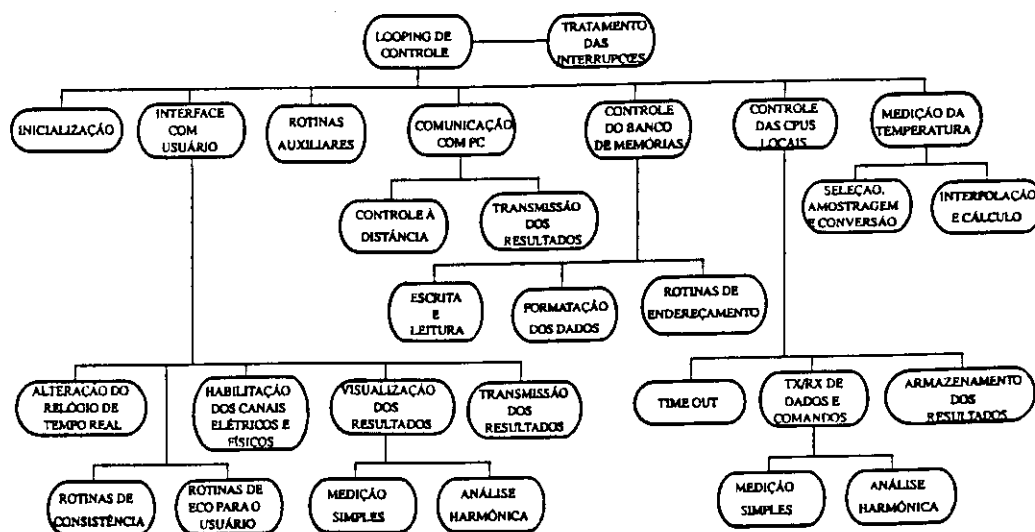 LOOPING DE
CONTROLE
TRATAMENTO
DAS
INTERRUPÇÕES
INICIALIZAÇÃO
INTERFACE
COM
USUÁRIO
ROTINAS
AUXILIARES
COMUNICAÇÃO
COM PC
CONTROLE
DO BANCO
DE MEMÓRIAS
CONTROLE
DAS CPUS
LOCAIS
MEDIÇÃO DA
TEMPERATURA
CONTROLE À
DISTÂNCIA
TRANSMISSÃO
DOS
RESULTADOS
SELEÇAO,
AMOSTRAGEM
E CONVERSÃO
INTERPOLAÇÃO
E CÁLCULO
ESCRITA
E
LEITURA
FORMATAÇÃO
DOS DADOS
ROTINAS DE
ENDEREÇAMENTO
ALTERAÇÃO DO
RELÓGIO DE
TEMPO REAL
HABILITAÇÃO
DOS CANAIS
ELÉTRICOS E
FÍSICOS
VISUALIZAÇÃO
DOS
RESULTADOS
TRANSMISSÃO
DOS
RESULTADOS
TIME OUT
TX/RX DE
DADOS E
COMANDOS
ARMAZENAMENTO
DOS
RESULTADOS
ROTINAS DE
CONSISTÊNCIA
ROTINAS DE
ECO PARA O
USUÁRIO
MEDIÇÃO
SIMPLES
ANÁLISE
HARMÔNICA
MEDIÇÃO
SIMPLES
ANÁLISE
HARMÔNICA